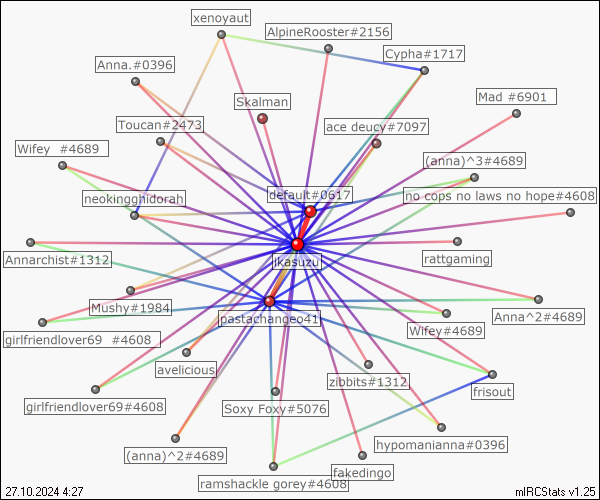 xenoyaut
AlpineRooster#2156
Cypha#1717
Anna.#0396
Skalman
Mad #6901
Toucan#2473
ace deucy#7097
Wifey #4689
(anna)^3#4689
default#0617
neokingghidorah
no cops no laws no hope#4608
Annarchist#1312
jkasuzu
rattgaming
Mushy#1984
pastachangeo41
Anna^2#4689
Wifey#4689
girlfriendlover69 #4608
avelicious
zibbits#1312
frisout
girlfriendlover69#4608
Soxy Foxy#5076
hypomanianna#0396
(anna)^2#4689
fakedingo
ramshackle gorey#4608
27.10.2024 4:27
mIRCStats v1.25